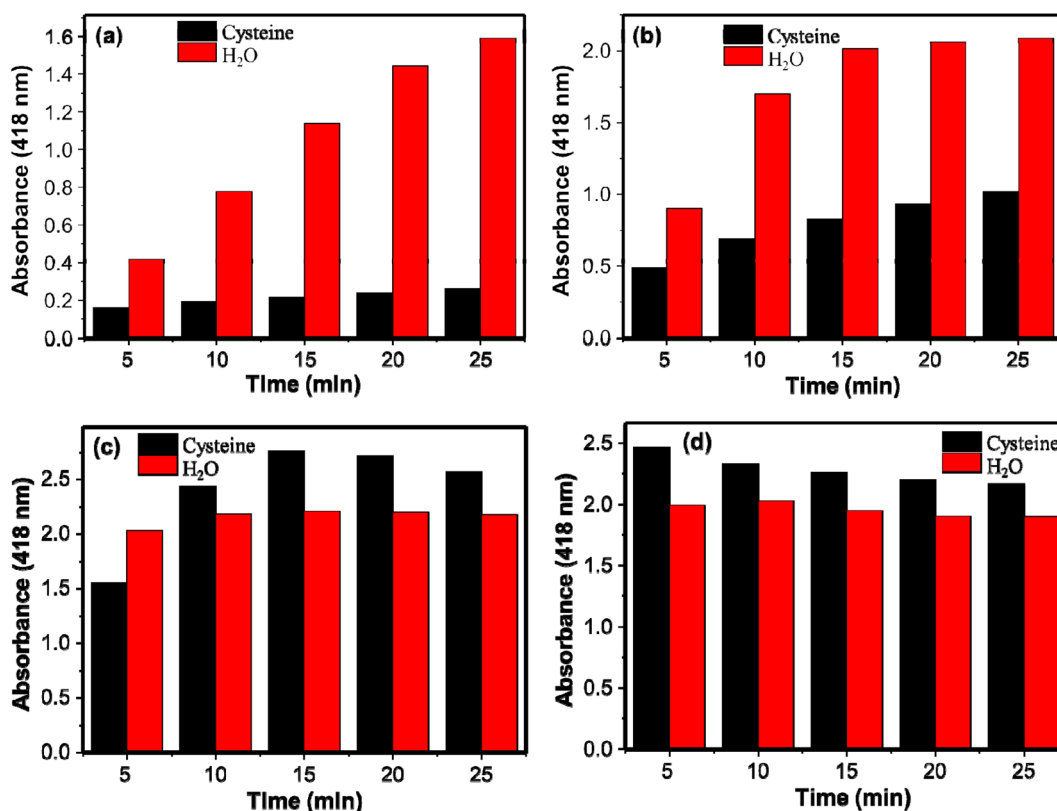 (a)
Cysteine
H₂O
Absorbance (418 nm)
1.6
1.4
1.2
1.0
0.8
0.6
0.4
0.2
0.0
5 10 15 20 25
Time (min)
(b)
Cysteine
H₂O
Absorbance (418 nm)
2.0
1.5
1.0
0.5
0.0
5 10 15 20 25
Time (min)
(c)
Cysteine
H₂O
Absorbance (418 nm)
2.5
2.0
1.5
1.0
0.5
0.0
5 10 15 20 25
Time (min)
(d)
Cysteine
H₂O
Absorbance (418 nm)
2.5
2.0
1.5
1.0
0.5
0.0
5 10 15 20 25
Time (min)